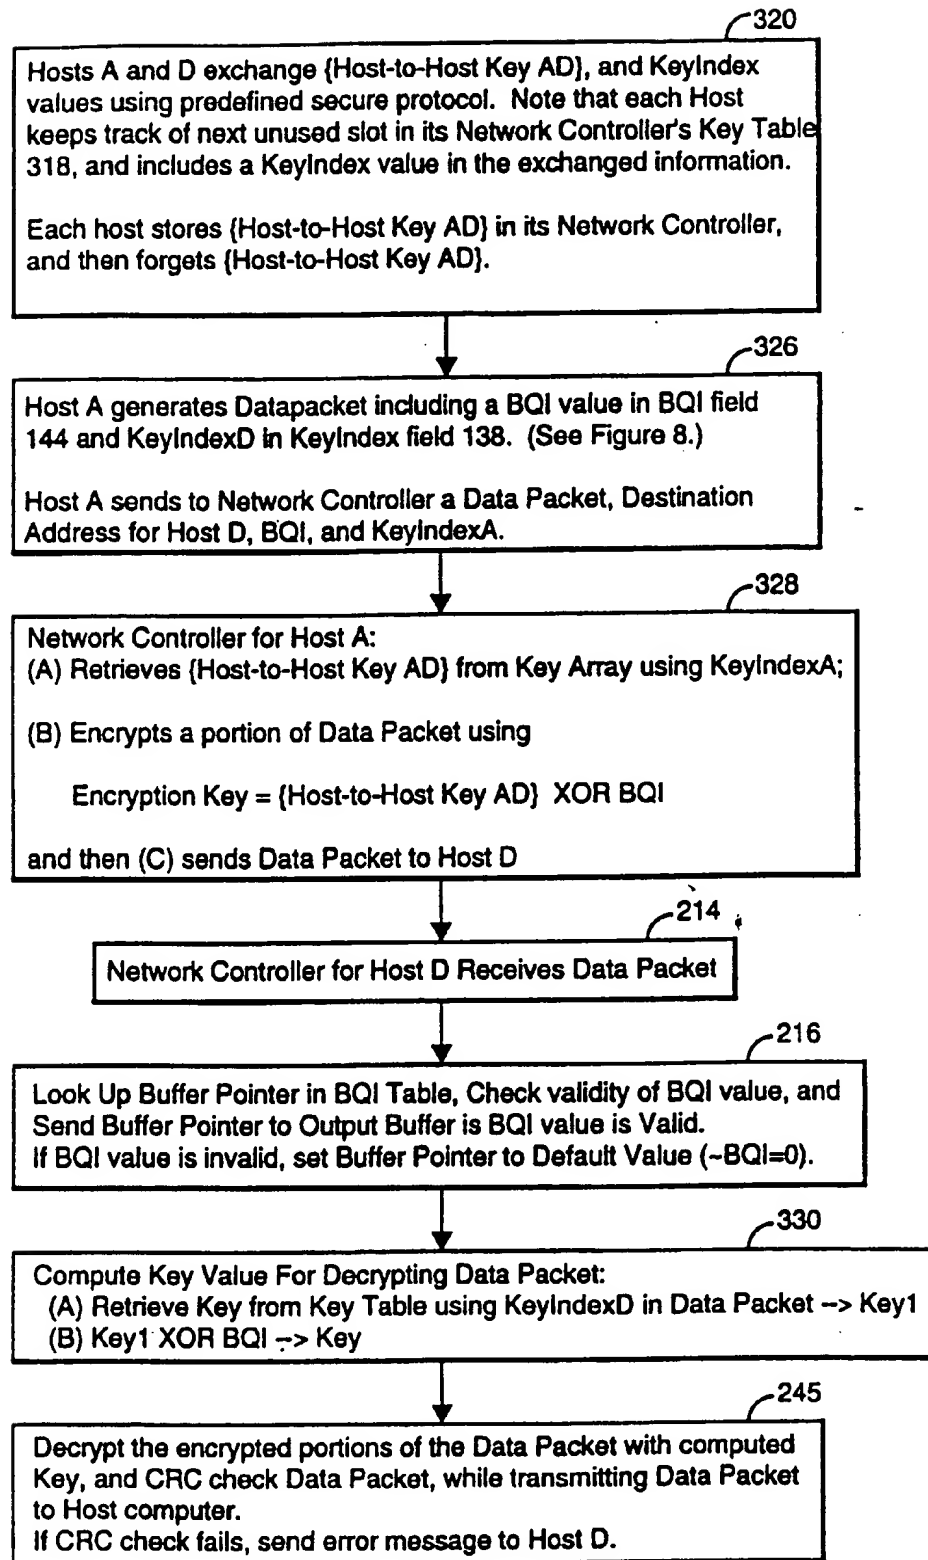 320
Hosts A and D exchange {Host-to-Host Key AD}, and KeyIndex
values using predefined secure protocol. Note that each Host
keeps track of next unused slot in its Network Controller's Key Table
318, and includes a KeyIndex value in the exchanged information.
Each host stores {Host-to-Host Key AD} in its Network Controller,
and then forgets {Host-to-Host Key AD}.
326
Host A generates Datapacket including a BQI value in BQI field
144 and KeyIndexD in KeyIndex field 138. (See Figure 8.)
Host A sends to Network Controller a Data Packet, Destination
Address for Host D, BQI, and KeyIndexA.
328
Network Controller for Host A:
(A) Retrieves {Host-to-Host Key AD} from Key Array using KeyIndexA;
(B) Encrypts a portion of Data Packet using
Encryption Key = {Host-to-Host Key AD} XOR BQI
and then (C) sends Data Packet to Host D
214
Network Controller for Host D Receives Data Packet
216
Look Up Buffer Pointer in BQI Table, Check validity of BQI value, and
Send Buffer Pointer to Output Buffer is BQI value is Valid.
If BQI value is invalid, set Buffer Pointer to Default Value (~BQI=0).
330
Compute Key Value For Decrypting Data Packet:
(A) Retrieve Key from Key Table using KeyIndexD in Data Packet --> Key1
(B) Key1 XOR BQI --> Key
245
Decrypt the encrypted portions of the Data Packet with computed
Key, and CRC check Data Packet, while transmitting Data Packet
to Host computer.
If CRC check fails, send error message to Host D.